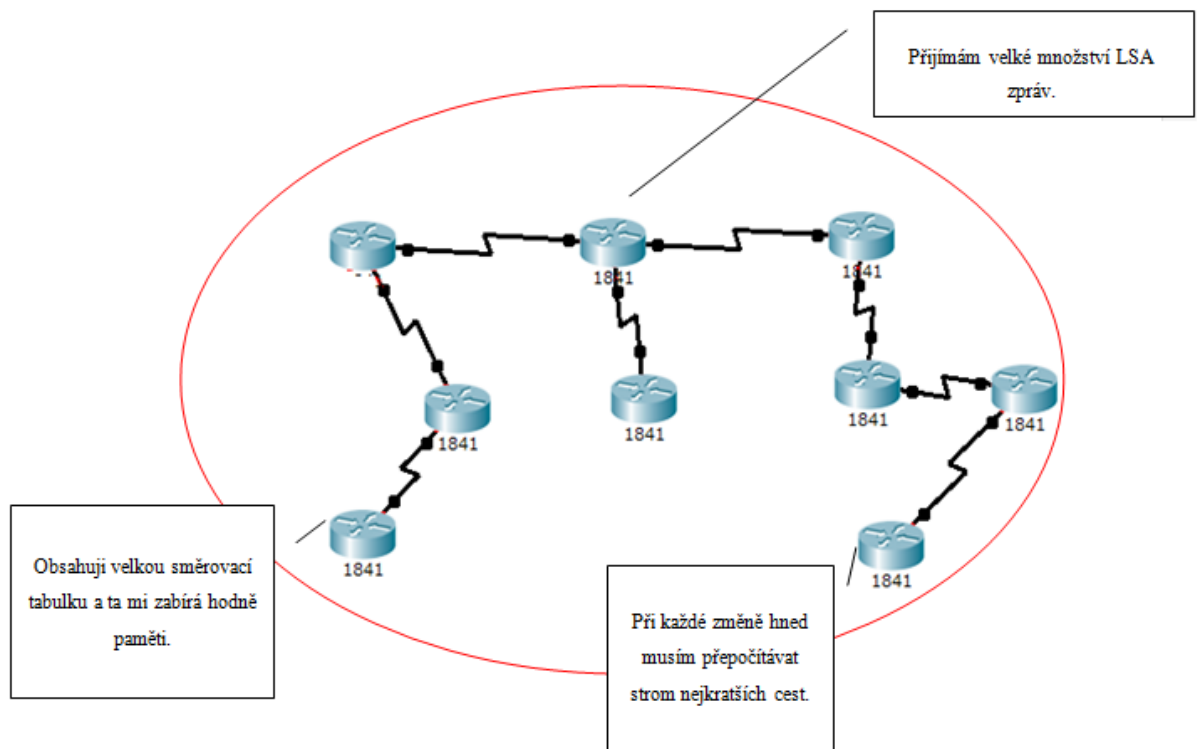 Přijímám velké množství LSA
zpráv.
1841
1841
1841
1841
1841
1841
1841
1841
Obsahuji velkou směrovací
tabulku a ta mi zabírá hodně
paměti.
Při každé změně hned
musím přepočítávat
strom nejkratších cest.